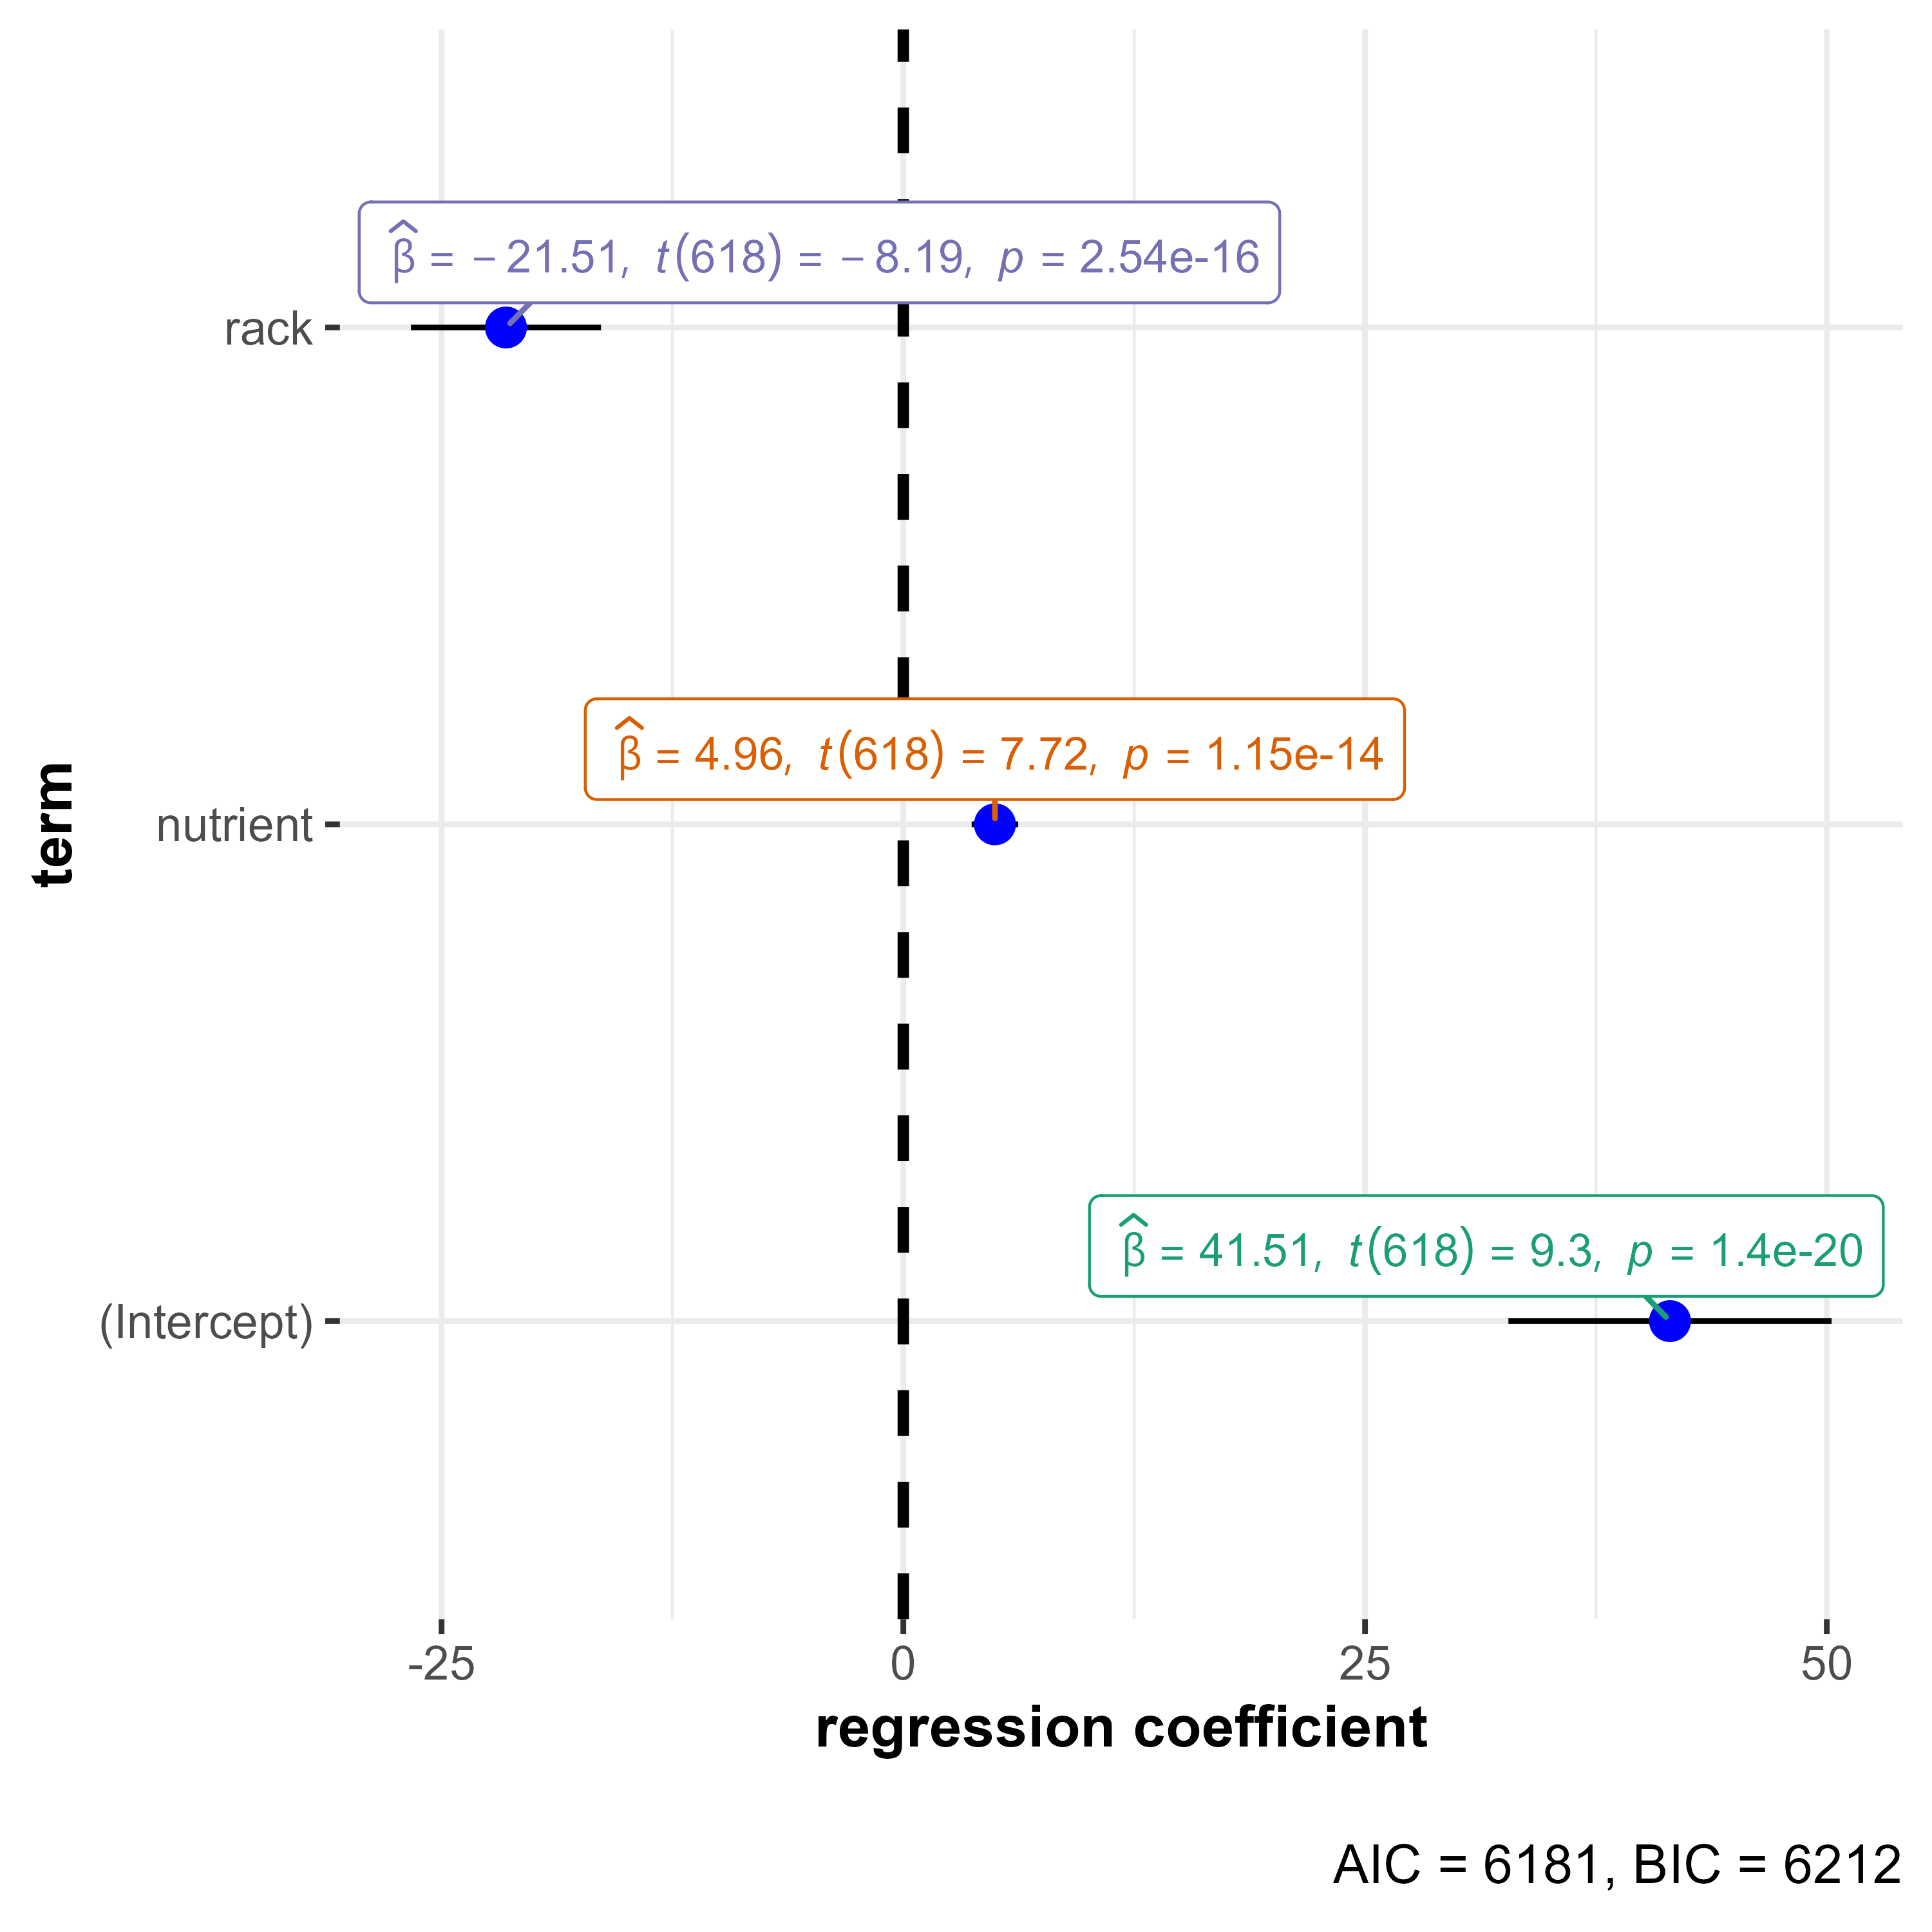 β̂ = −21.51, t(618) = −8.19, p = 2.54e-16
rack
β̂ = 4.96, t(618) = 7.72, p = 1.15e-14
nutrient
β̂ = 41.51, t(618) = 9.3, p = 1.4e-20
(Intercept)
term
-25 0 25 50
regression coefficient
AIC = 6181, BIC = 6212